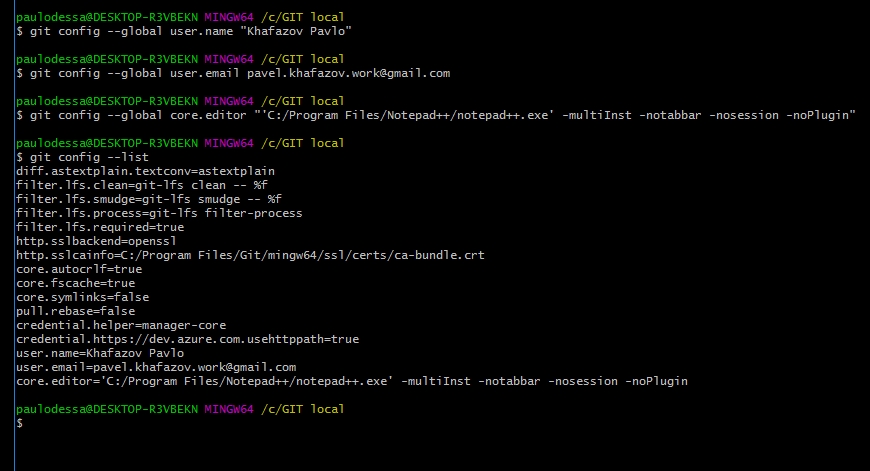 paulodessa@DESKTOP-R3VBEKN MINGW64 /c/GIT local
$ git config --global user.name "Khafazov Pavlo"
paulodessa@DESKTOP-R3VBEKN MINGW64 /c/GIT local
$ git config --global user.email pavel.khafazov.work@gmail.com
paulodessa@DESKTOP-R3VBEKN MINGW64 /c/GIT local
$ git config --global core.editor "'C:/Program Files/Notepad++/notepad++.exe' -multiInst -notabbar -nosession -noPlugin"
paulodessa@DESKTOP-R3VBEKN MINGW64 /c/GIT local
$ git config --list
diff.astextplain.textconv=astextplain
filter.lfs.clean=git-lfs clean -- %f
filter.lfs.smudge=git-lfs smudge -- %f
filter.lfs.process=git-lfs filter-process
filter.lfs.required=true
http.sslbackend=openssl
http.sslcainfo=C:/Program Files/Git/mingw64/ssl/certs/ca-bundle.crt
core.autocrlf=true
core.fscache=true
core.symlinks=false
pull.rebase=false
credential.helper=manager-core
credential.https://dev.azure.com.usehttppath=true
user.name=Khafazov Pavlo
user.email=pavel.khafazov.work@gmail.com
core.editor='C:/Program Files/Notepad++/notepad++.exe' -multiInst -notabbar -nosession -noPlugin
paulodessa@DESKTOP-R3VBEKN MINGW64 /c/GIT local
$